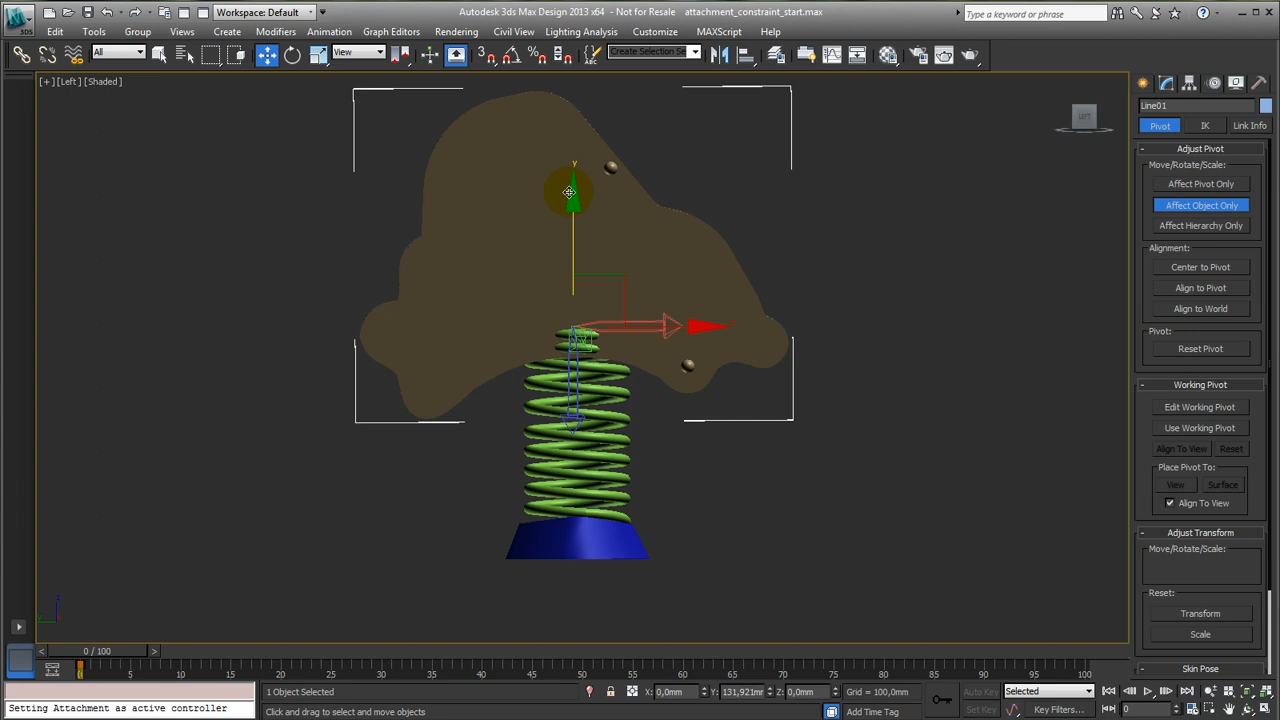 Workspace: Default
Autodesk 3ds Max Design 2013 x64 - Not for Resale attachment_constraint_start.max
Type a keyword or phrase
3DS
Edit Tools Group Views Create Modifiers Animation Graph Editors Rendering Civil View Lighting Analysis Customize MAXScript Help
All
View
Create Selection Se
[+] [Left] [Shaded]
LEFT
Line01
Pivot IK Link Info
Adjust Pivot
Move/Rotate/Scale:
Affect Pivot Only
Affect Object Only
Affect Hierarchy Only
Alignment:
Center to Pivot
Align to Pivot
Align to World
Pivot:
Reset Pivot
Working Pivot
Edit Working Pivot
Use Working Pivot
Align To View Reset
Place Pivot To:
View Surface
Align To View
Adjust Transform
Move/Rotate/Scale:
Reset:
Transform
Scale
Skin Pose
y
z
0 / 100
0 5 10 15 20 25 30 35 40 45 50 55 60 65 70 75 80 85 90 95 100
1 Object Selected
X: 0,0mm Y: 131,921mm Z: 0,0mm Grid = 100,0mm
Auto Key Selected
Setting Attachment as active controller
Click and drag to select and move objects
Add Time Tag
Set Key Key Filters...
0